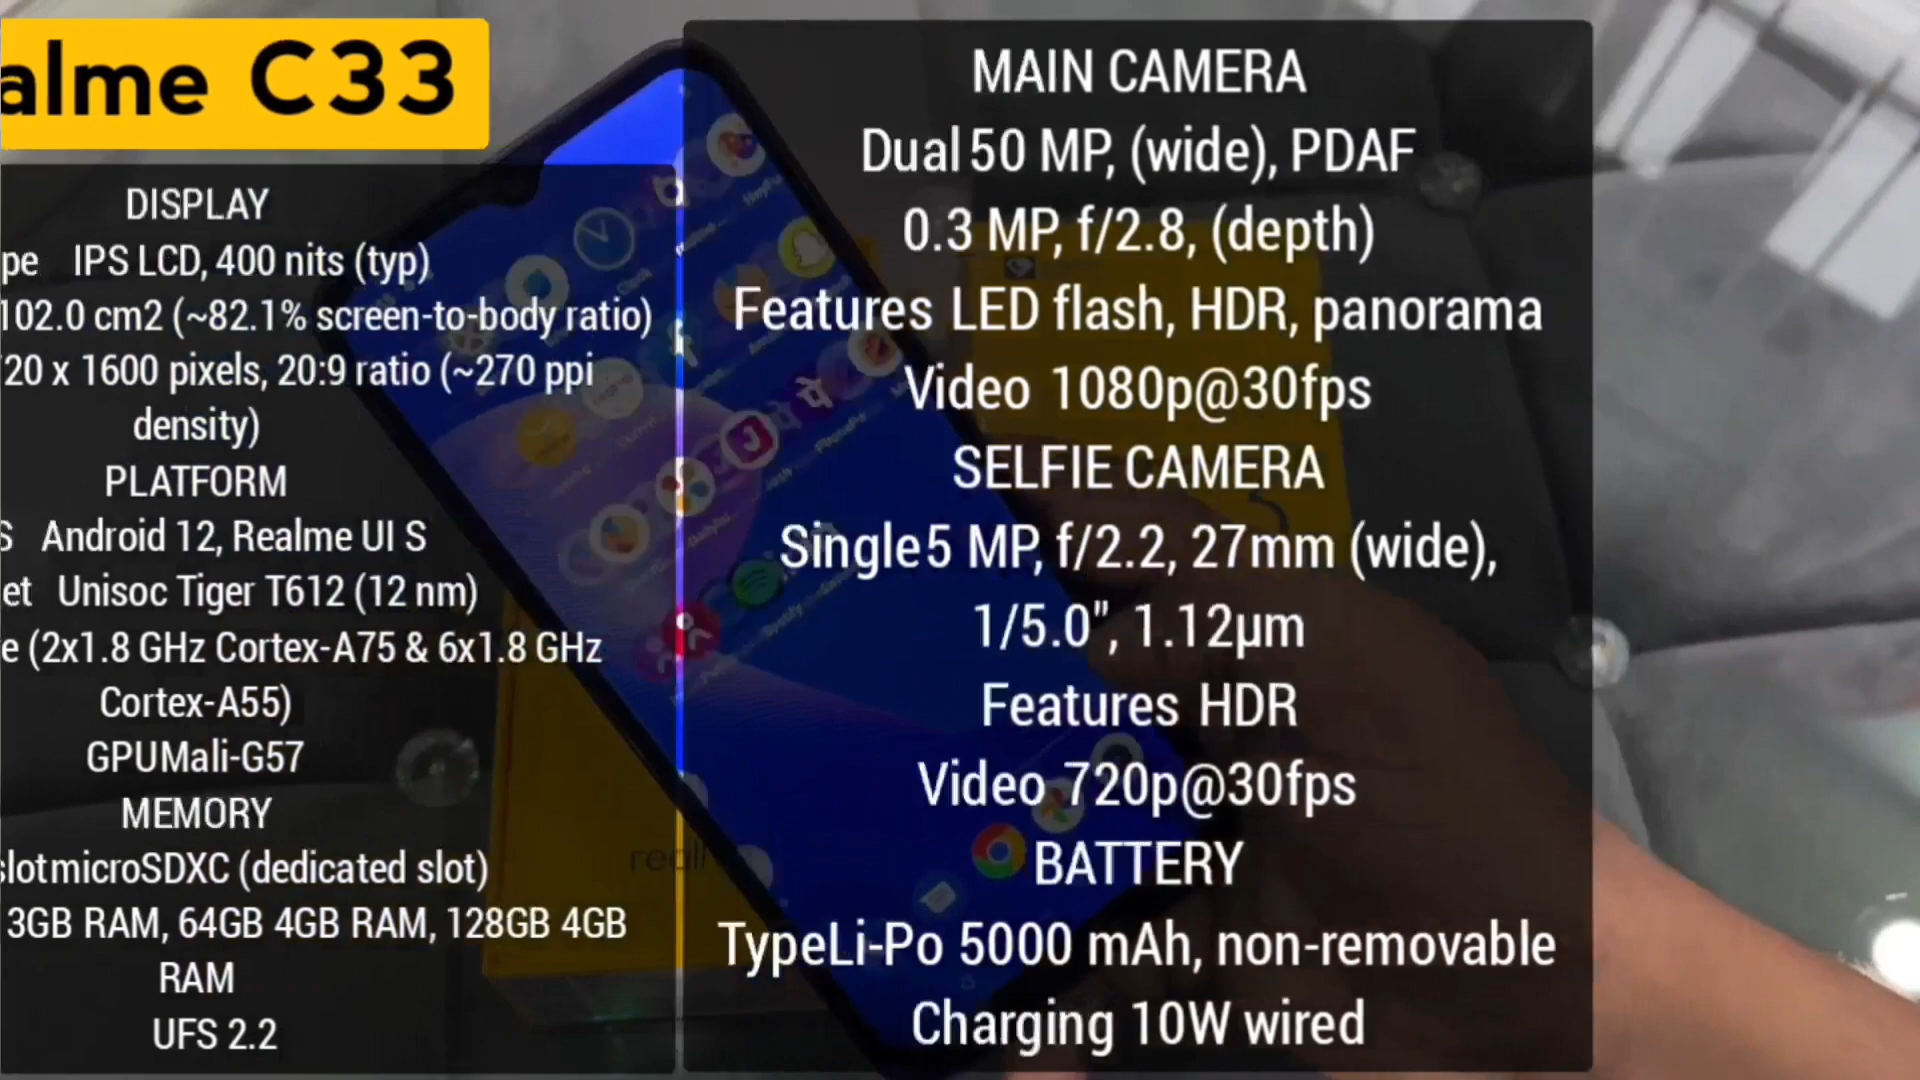 alme C33
DISPLAY
pe IPS LCD, 400 nits (typ)
102.0 cm2 (~82.1% screen-to-body ratio)
20 x 1600 pixels, 20:9 ratio (~270 ppi
density)
PLATFORM
S Android 12, Realme UI S
et Unisoc Tiger T612 (12 nm)
e (2x1.8 GHz Cortex-A75 & 6x1.8 GHz
Cortex-A55)
GPUMali-G57
MEMORY
slotmicroSDXC (dedicated slot)
3GB RAM, 64GB 4GB RAM, 128GB 4GB
RAM
UFS 2.2
MAIN CAMERA
Dual 50 MP, (wide), PDAF
0.3 MP, f/2.8, (depth)
Features LED flash, HDR, panorama
Video 1080p@30fps
SELFIE CAMERA
Single 5 MP, f/2.2, 27mm (wide),
1/5.0", 1.12µm
Features HDR
Video 720p@30fps
BATTERY
TypeLi-Po 5000 mAh, non-removable
Charging 10W wired